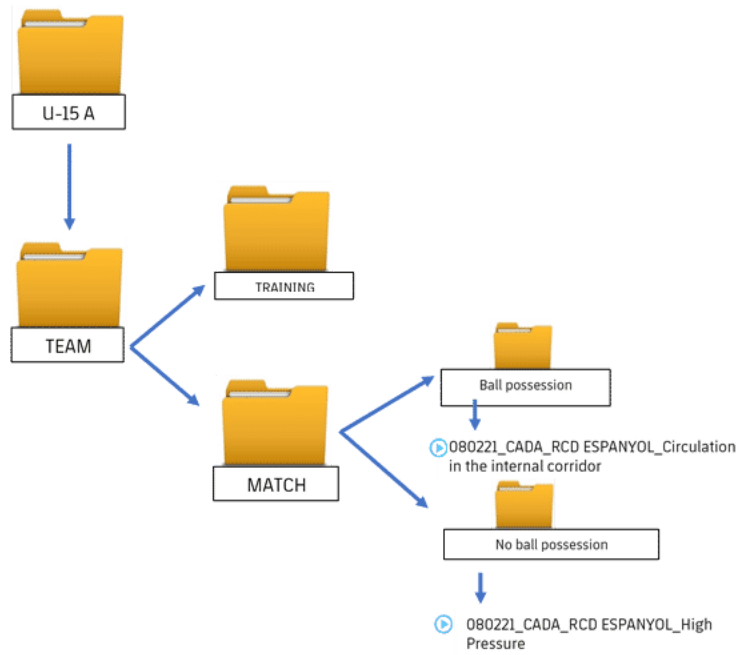 U-15 A
TRAINING
TEAM
Ball possession
080221_CADA_RCD ESPANYOL_Circulation
in the internal corridor
MATCH
No ball possession
080221_CADA_RCD ESPANYOL_High
Pressure